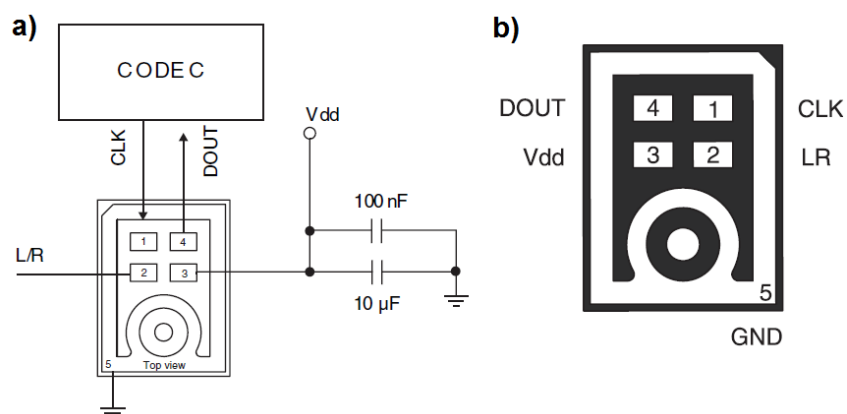 a)
CODEC
CLK
DOUT
Vdd
100 nF
10 µF
L/R
1
4
2
3
5
Top view
b)
DOUT
4
1
CLK
Vdd
3
2
LR
5
GND